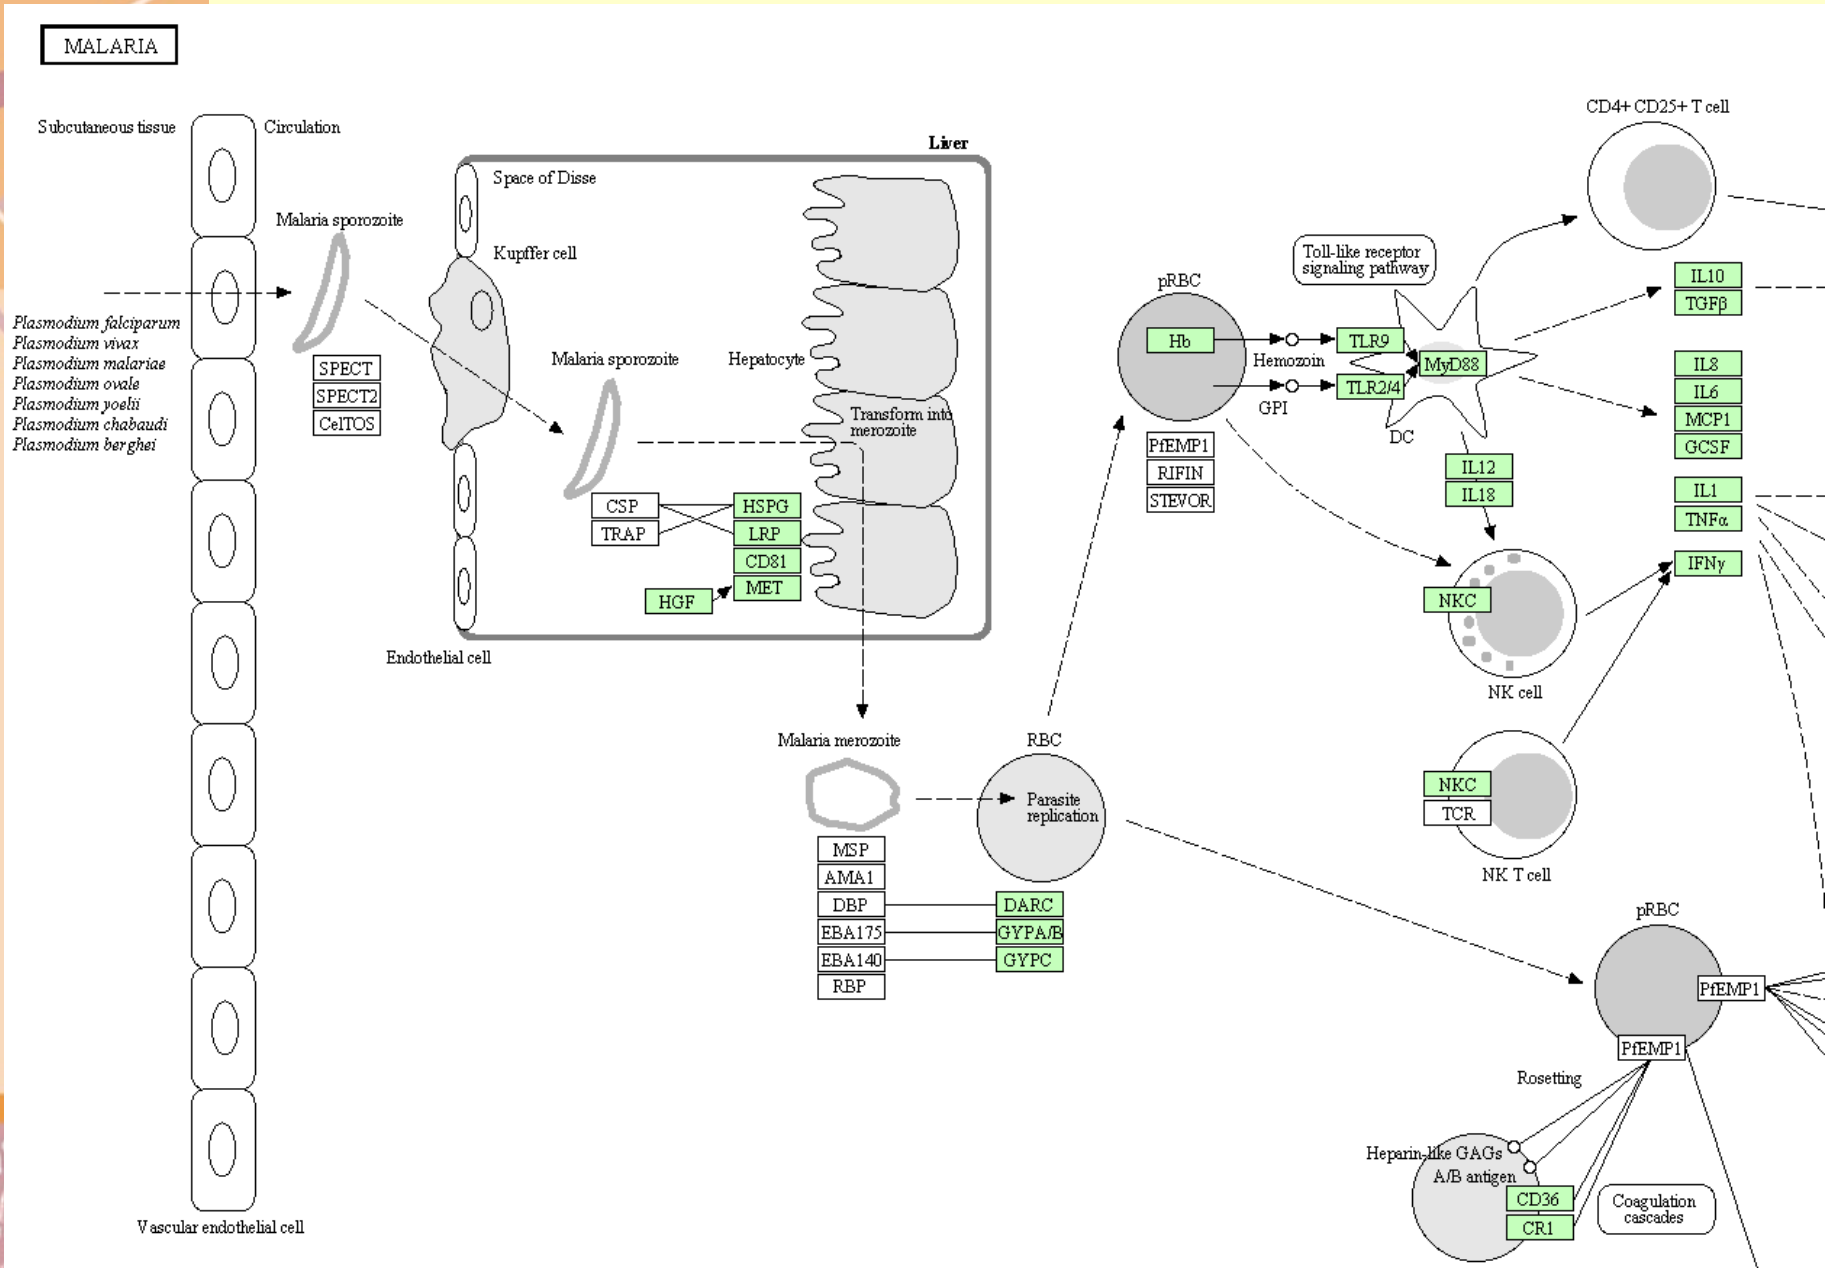 MALARIA
Subcutaneous tissue
Circulation
Malaria sporozoite
Plasmodium falciparum
Plasmodium vivax
Plasmodium malariae
Plasmodium ovale
Plasmodium yoelii
Plasmodium chabaudi
Plasmodium berghei
SPECT
SPECT2
CelTOS
Vascular endothelial cell
Liver
Space of Disse
Kupffer cell
Malaria sporozoite
Hepatocyte
Transform into
merozoite
CSP
TRAP
HSPG
LRP
CD81
MET
HGF
Endothelial cell
Malaria merozoite
MSP
AMA1
DBP
EBA175
EBA140
RBP
RBC
Parasite
replication
DARC
GYPA/B
GYPC
pRBC
Hb
Hemozoin
GPI
PfEMP1
RIFIN
STEVOR
Toll-like receptor
signaling pathway
TLR9
TLR2/4
MyD88
DC
IL12
IL18
CD4+ CD25+ T cell
IL10
TGFβ
IL8
IL6
MCP1
GCSF
IL1
TNFα
IFNγ
NKC
NK cell
NKC
TCR
NK T cell
pRBC
PfEMP1
PfEMP1
Rosetting
Heparin-like GAGs
A/B antigen
CD36
CR1
Coagulation
cascades